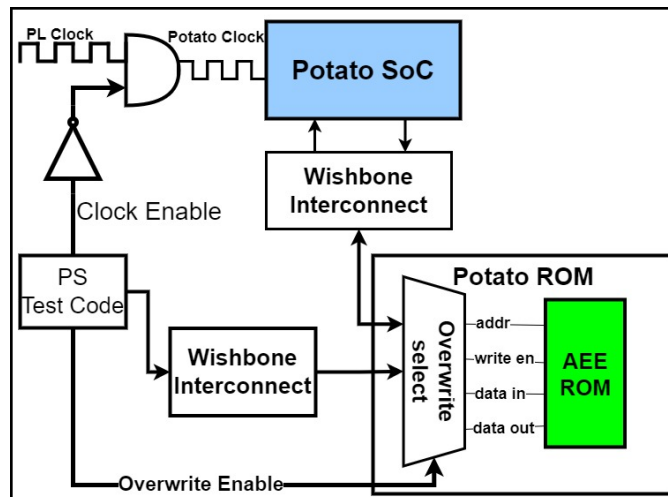 PL Clock
Potato Clock
Potato SoC
Wishbone
Interconnect
Clock Enable
PS
Test Code
Wishbone
Interconnect
Potato ROM
Overwrite
select
addr
write en
data in
data out
AEE
ROM
Overwrite Enable